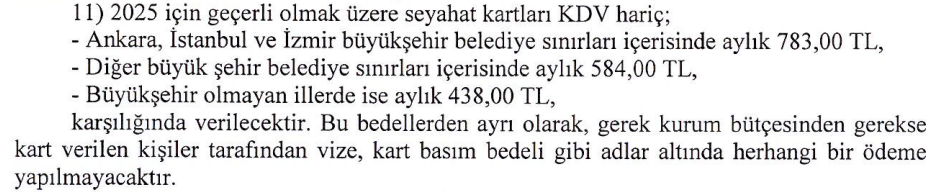 11) 2025 için geçerli olmak üzere seyahat kartları KDV hariç;
- Ankara, İstanbul ve İzmir büyükşehir belediye sınırları içerisinde aylık 783,00 TL,
- Diğer büyük şehir belediye sınırları içerisinde aylık 584,00 TL,
- Büyükşehir olmayan illerde ise aylık 438,00 TL,
karşılığında verilecektir. Bu bedellerden ayrı olarak, gerek kurum bütçesinden gerekse
kart verilen kişiler tarafından vize, kart basım bedeli gibi adlar altında herhangi bir ödeme
yapılmayacaktır.